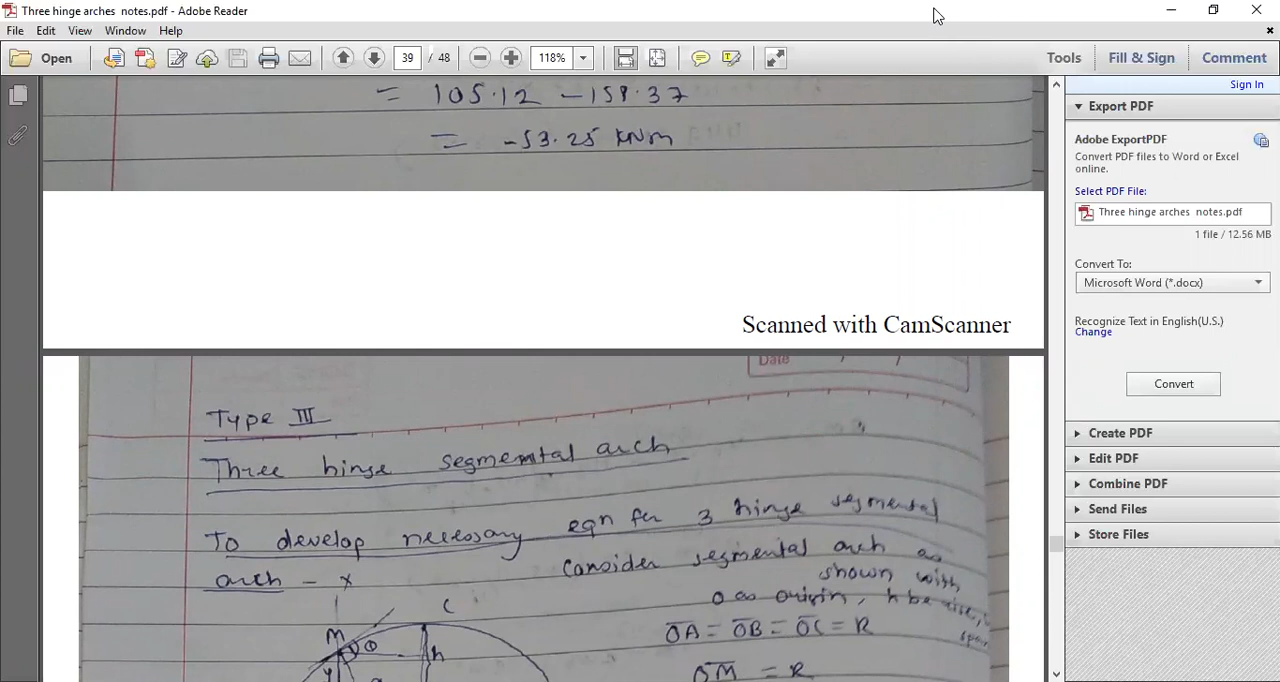 Three hinge arches notes.pdf - Adobe Reader
File Edit View Window Help
Open 39 / 48 118% Tools Fill & Sign Comment
Sign In
= 105.12 - 158.37
= -53.25 kNm
Scanned with CamScanner
Date / /
Type III
Three hinge segmental arch
To develop necessary eqn for 3 hinge segmental
arch - x
Consider segmental arch as
shown with
O as origin, h be rise,
span
OA = OB = OC = R
OM = R
C
M
θ
h
y
Export PDF
Adobe ExportPDF
Convert PDF files to Word or Excel
online.
Select PDF File:
Three hinge arches notes.pdf
1 file / 12.56 MB
Convert To:
Microsoft Word (*.docx)
Recognize Text in English(U.S.)
Change
Convert
Create PDF
Edit PDF
Combine PDF
Send Files
Store Files